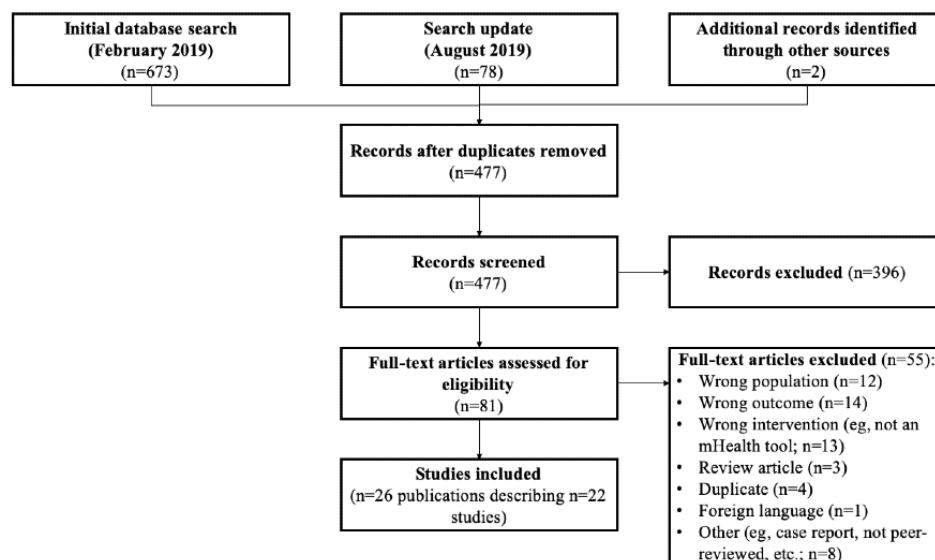 Initial database search
(February 2019)
(n=673)
Search update
(August 2019)
(n=78)
Additional records identified
through other sources
(n=2)
Records after duplicates removed
(n=477)
Records screened
(n=477)
Records excluded (n=396)
Full-text articles assessed for
eligibility
(n=81)
Full-text articles excluded (n=55):
• Wrong population (n=12)
• Wrong outcome (n=14)
• Wrong intervention (eg, not an
mHealth tool; n=13)
• Review article (n=3)
• Duplicate (n=4)
• Foreign language (n=1)
• Other (eg, case report, not peer-
reviewed, etc.; n=8)
Studies included
(n=26 publications describing n=22
studies)